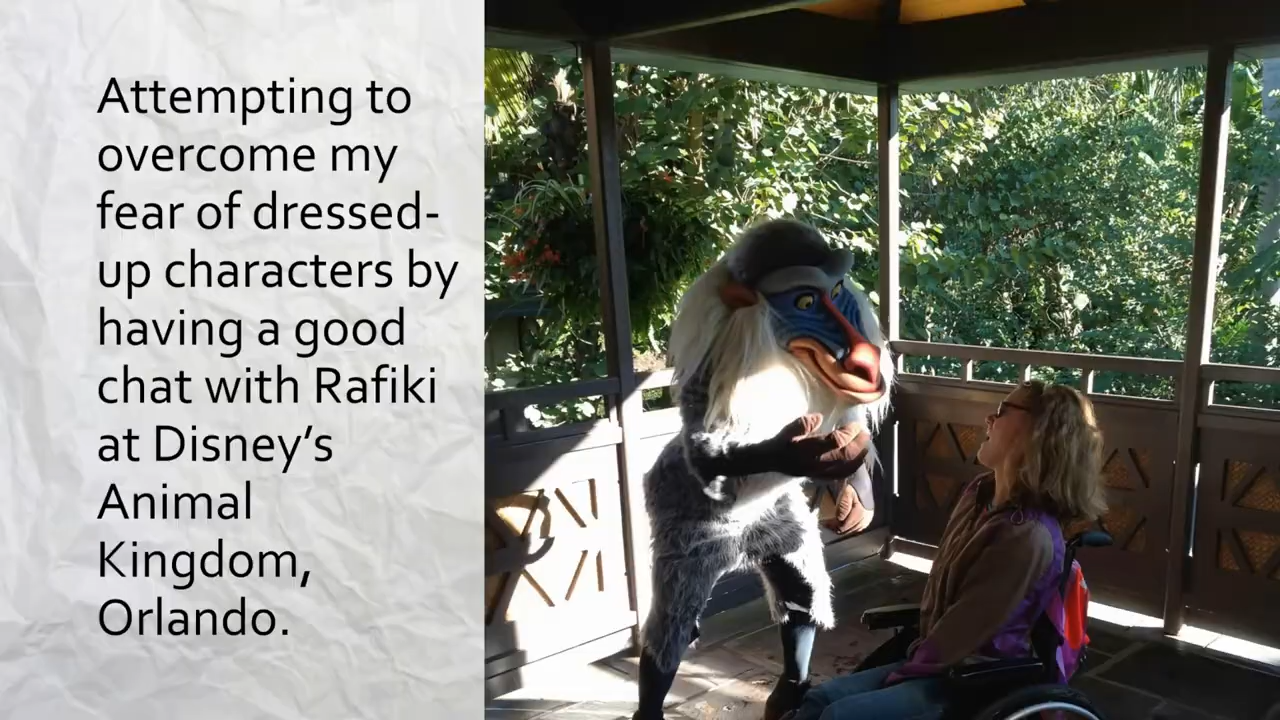 Attempting to
overcome my
fear of dressed-
up characters by
having a good
chat with Rafiki
at Disney’s
Animal
Kingdom,
Orlando.